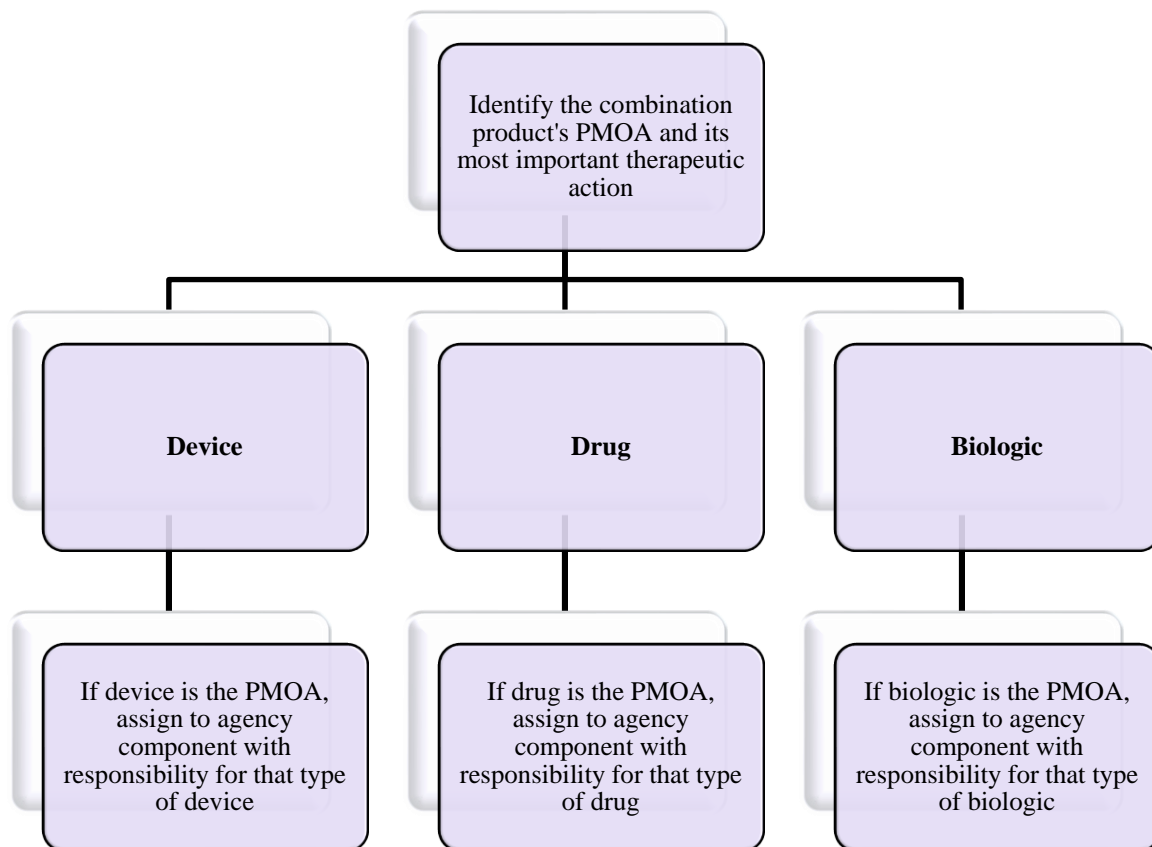 Identify the combination
product's PMOA and its
most important therapeutic
action
Device
Drug
Biologic
If device is the PMOA,
assign to agency
component with
responsibility for that type
of device
If drug is the PMOA,
assign to agency
component with
responsibility for that type
of drug
If biologic is the PMOA,
assign to agency
component with
responsibility for that type
of biologic